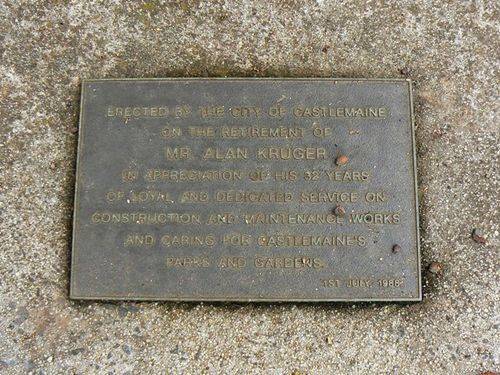 ERECTED BY THE CITY OF CASTLEMAINE
ON THE RETIREMENT OF
MR. ALAN KRUGER
IN APPRECIATION OF HIS 32 YEARS
OF LOYAL AND DEDICATED SERVICE ON
CONSTRUCTION AND MAINTENANCE WORKS
AND CARING FOR CASTLEMAINE'S
PARKS AND GARDENS.
1ST JULY,